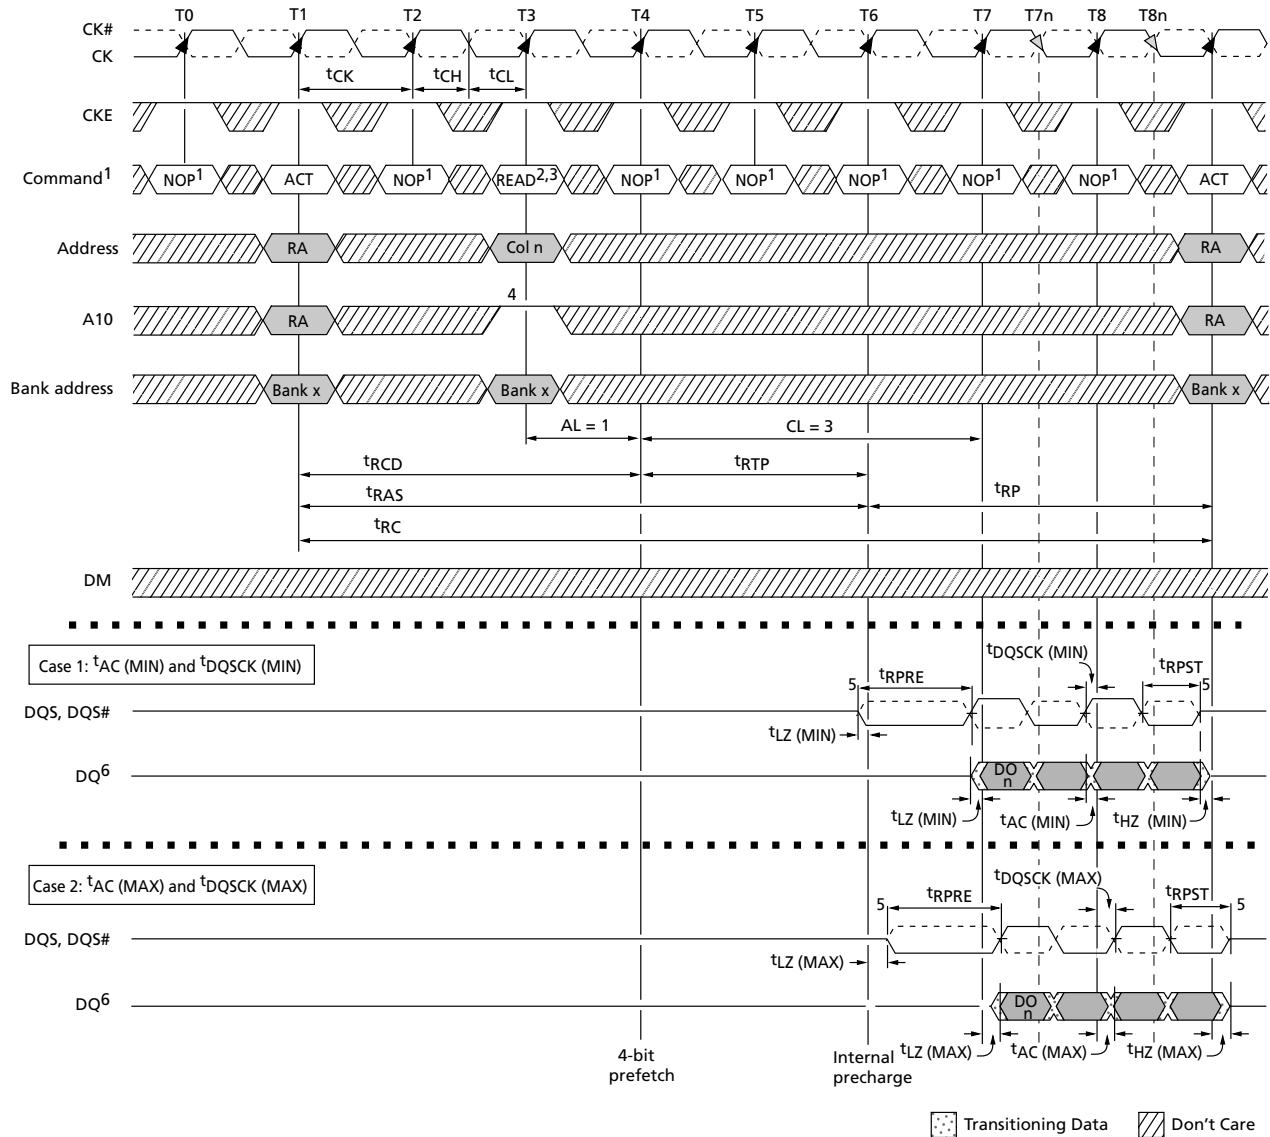 T0 T1 T2 T3 T4 T5 T6 T7 T7n T8 T8n
CK#
CK
tCK tCH tCL
CKE
Command1 NOP1 ACT NOP1 READ2,3 NOP1 NOP1 NOP1 NOP1 NOP1 ACT
Address RA Col n RA
4
A10 RA RA
Bank address Bank x Bank x Bank x
AL = 1 CL = 3
tRCD tRTP
tRAS tRP
tRC
DM
Case 1: tAC (MIN) and tDQSCK (MIN)
tDQSCK (MIN)
5 tRPRE tRPST 5
DQS, DQS#
tLZ (MIN)
DQ6 DO n
tLZ (MIN) tAC (MIN) tHZ (MIN)
Case 2: tAC (MAX) and tDQSCK (MAX)
tDQSCK (MAX)
5 tRPRE tRPST 5
DQS, DQS#
tLZ (MAX)
DQ6 DO n
tLZ (MAX) tAC (MAX) tHZ (MAX)
4-bit
prefetch
Internal
precharge
Transitioning Data Don't Care